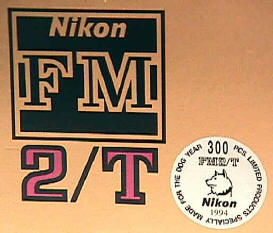 Nikon
FM
2/T
SPECIALLY MADE FOR THE DOG YEAR 300 PCS LIMITED PRODUCTS
FM2/T
Nikon
1994